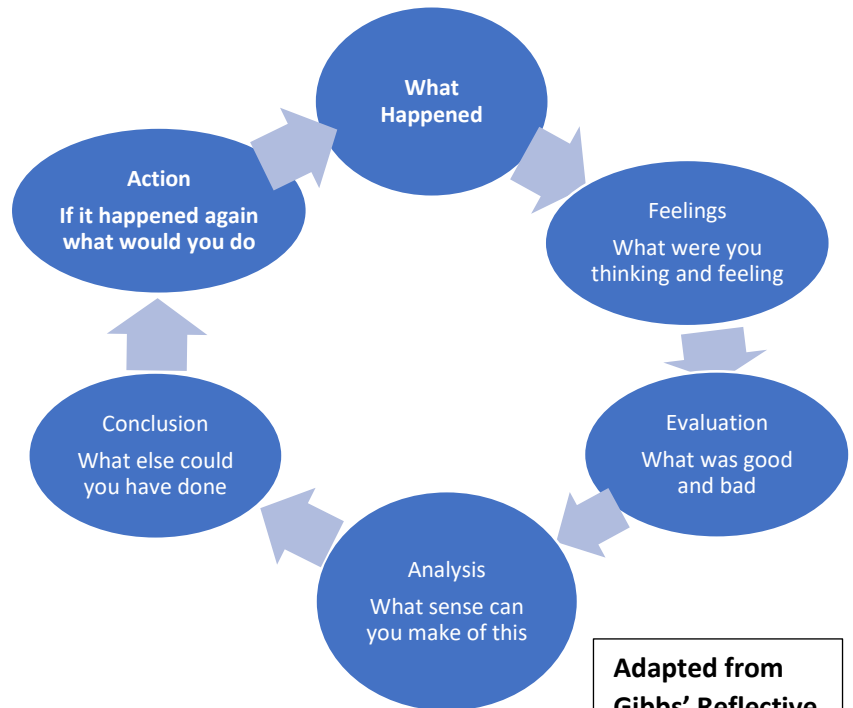 What
Happened
Feelings
What were you
thinking and feeling
Evaluation
What was good
and bad
Analysis
What sense can
you make of this
Conclusion
What else could
you have done
Action
If it happened again
what would you do
Adapted from
Gibbs’ Reflective